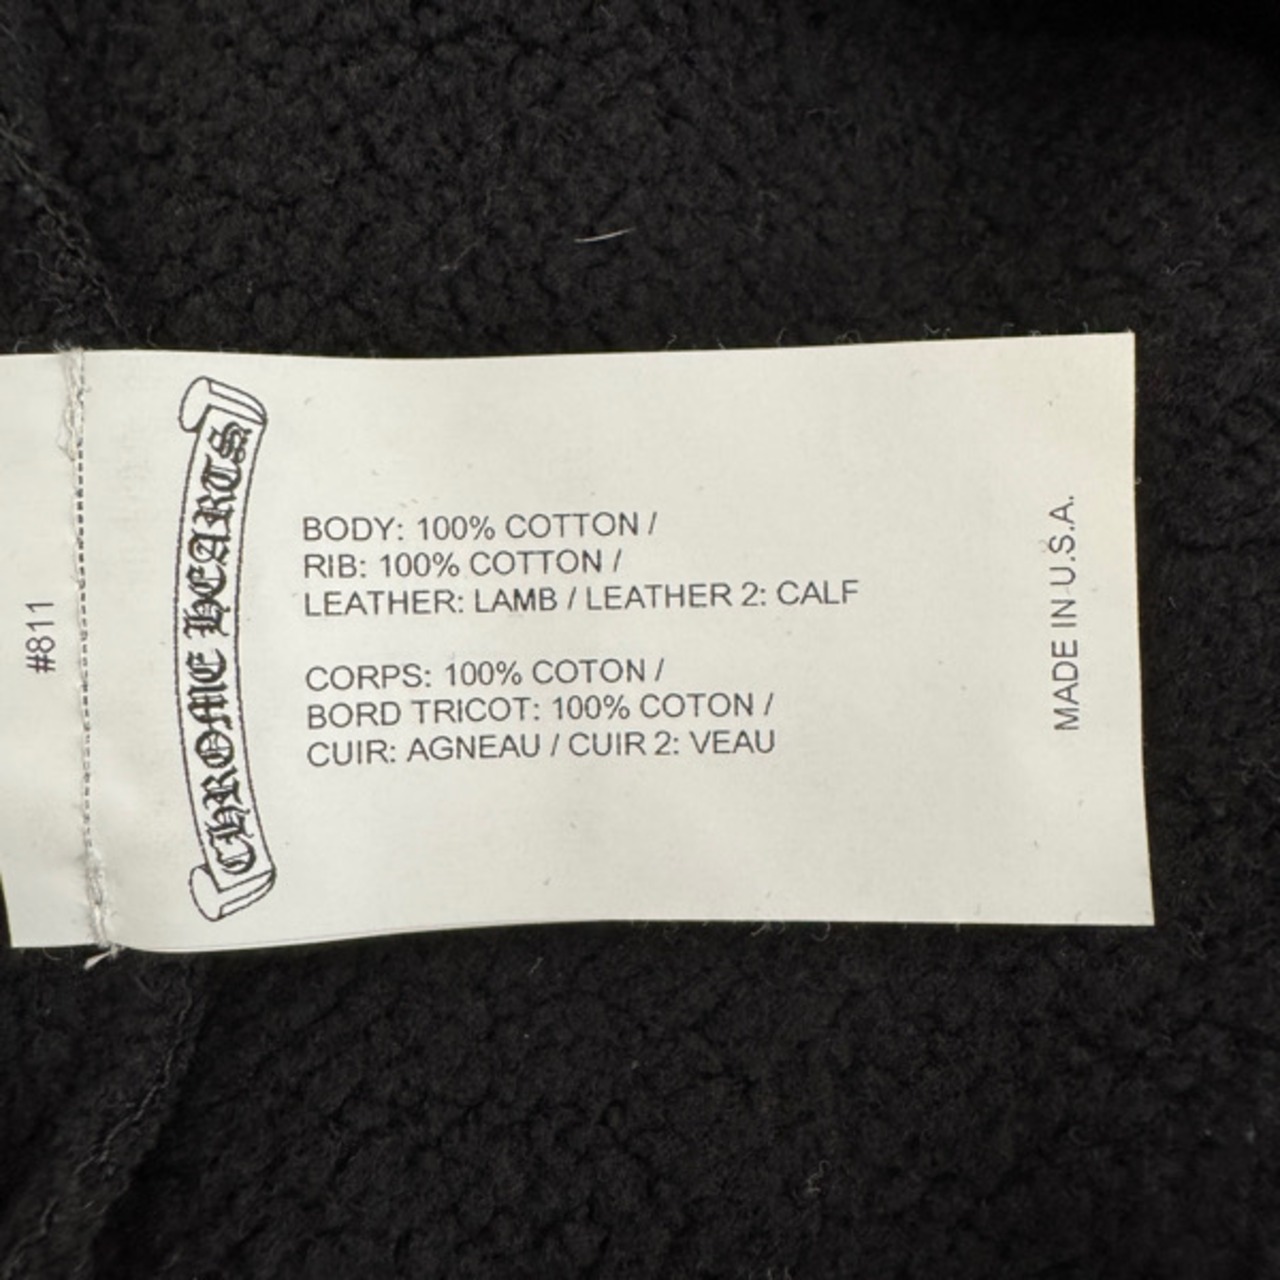 #811
CHROME HEARTS
BODY: 100% COTTON /
RIB: 100% COTTON /
LEATHER: LAMB / LEATHER 2: CALF
CORPS: 100% COTON /
BORD TRICOT: 100% COTON /
CUIR: AGNEAU / CUIR 2: VEAU
MADE IN U.S.A.